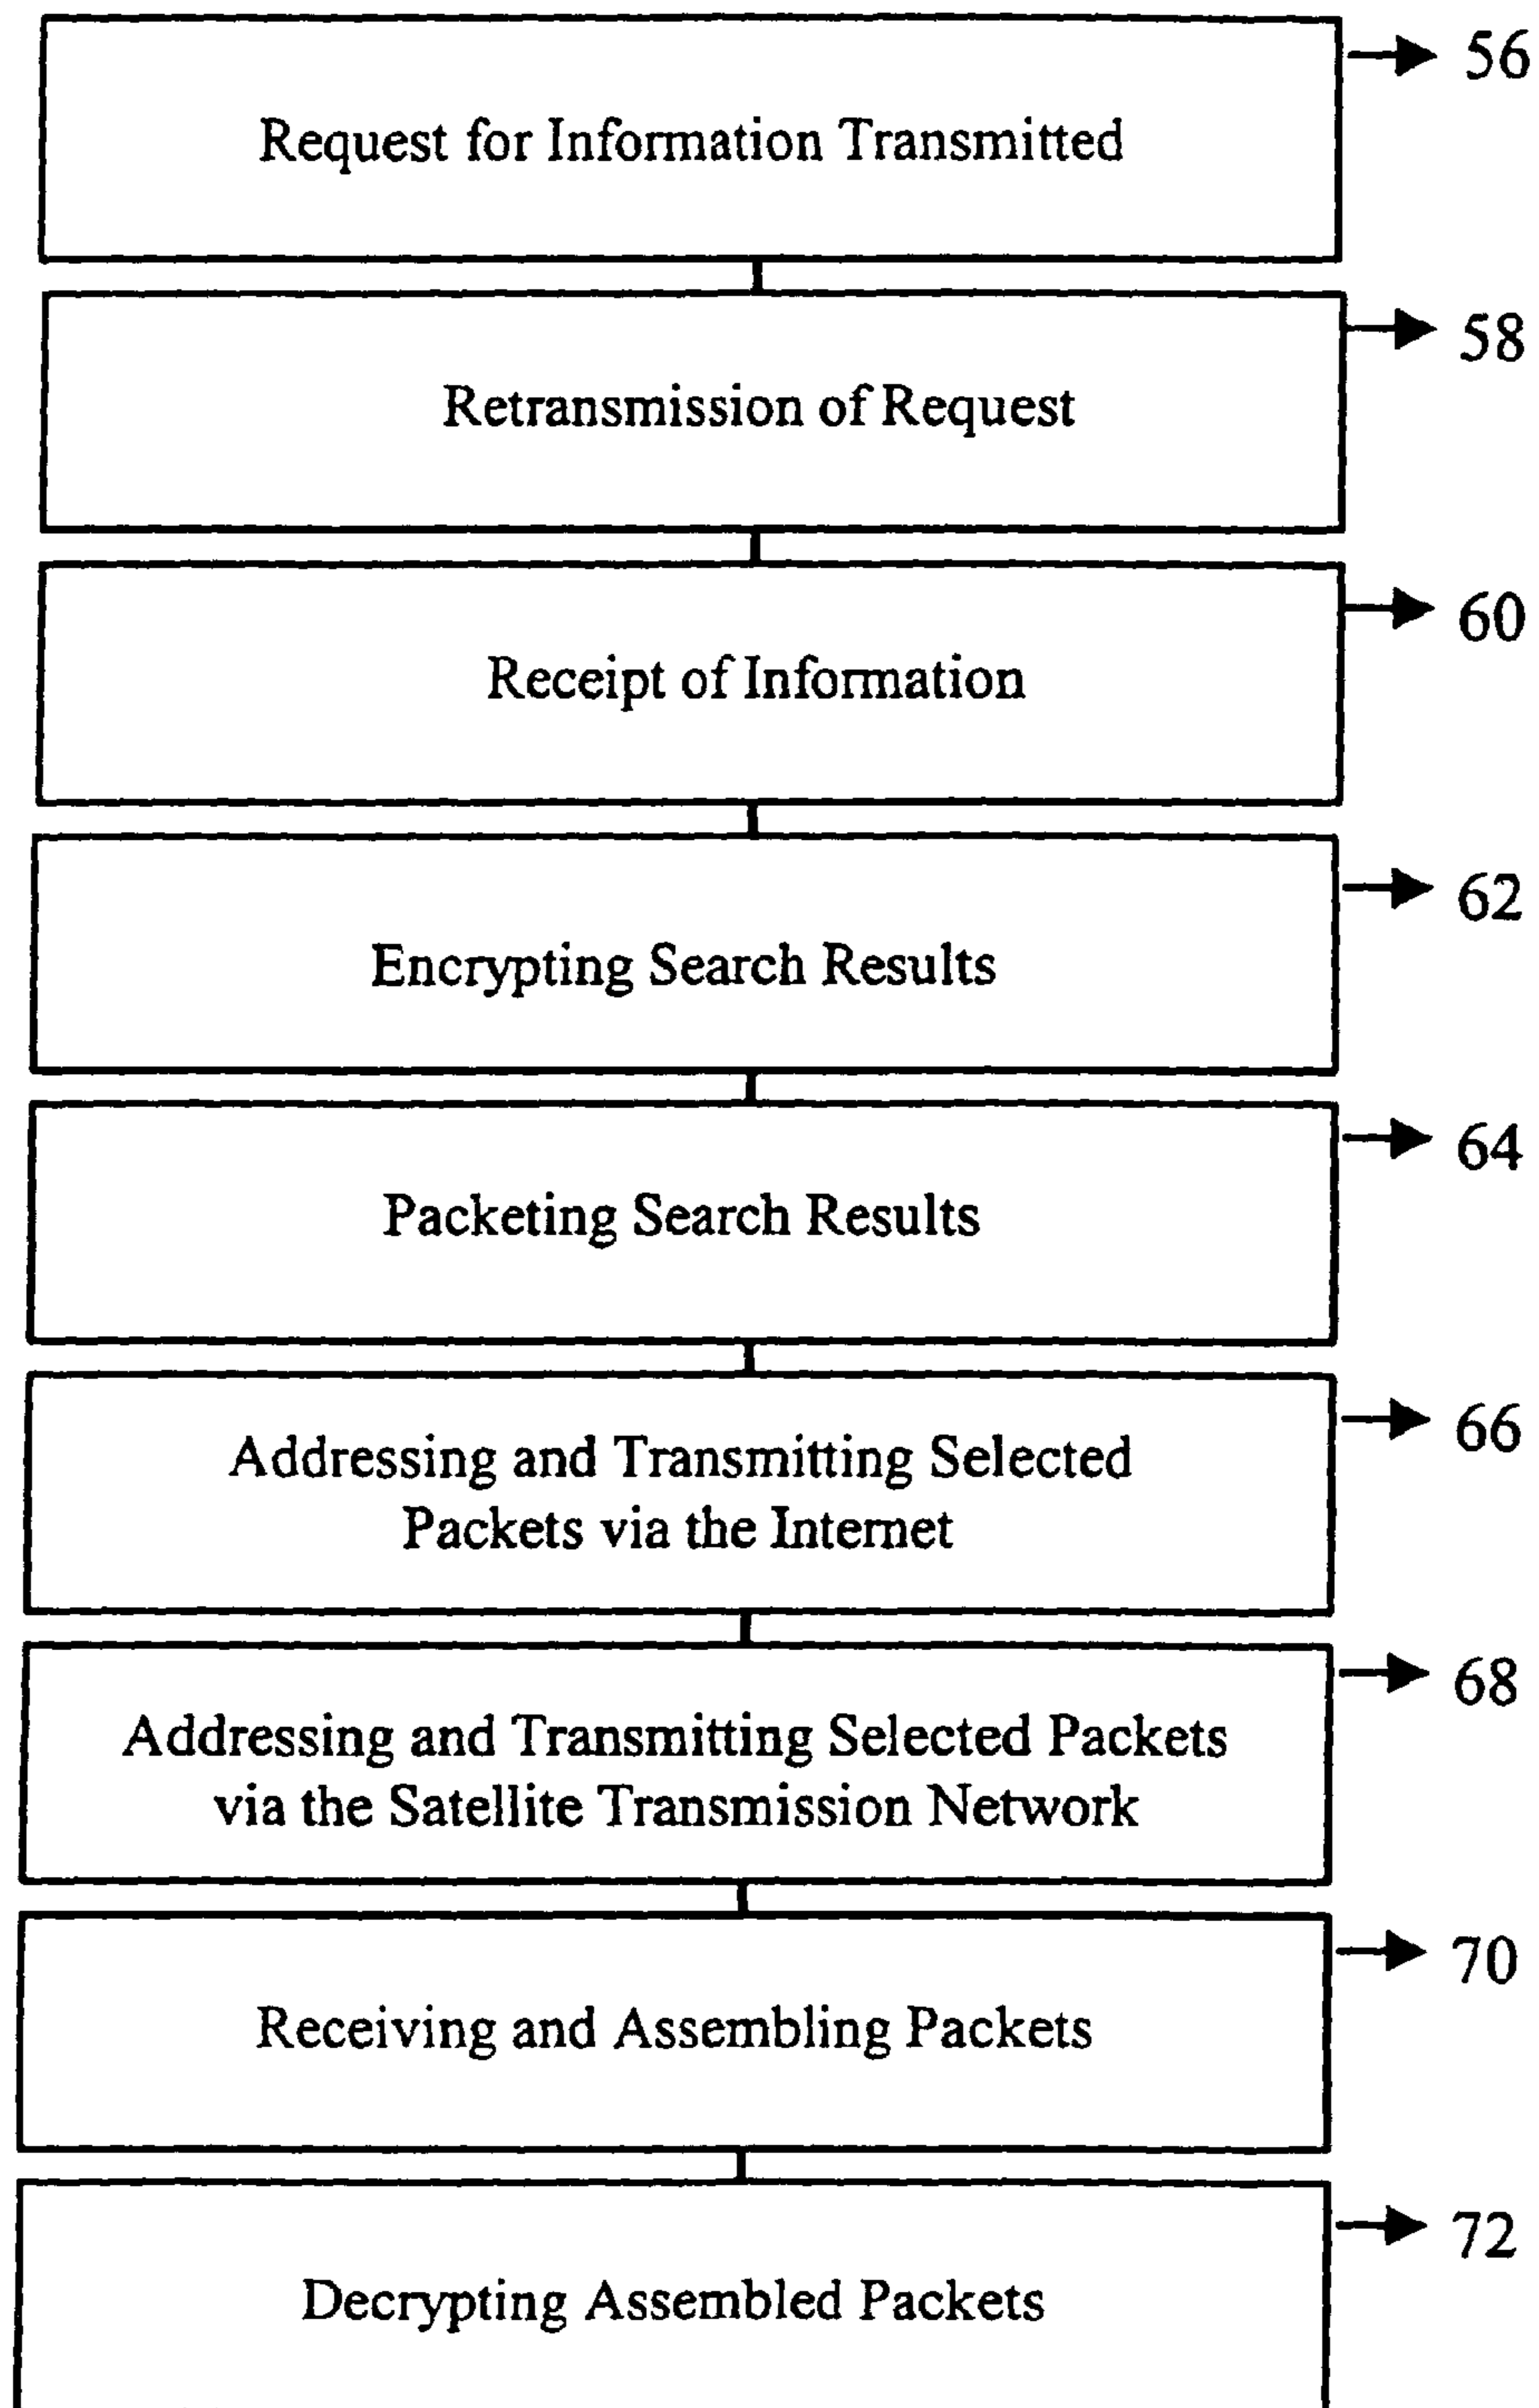 56
Request for Information Transmitted
58
Retransmission of Request
60
Receipt of Information
62
Encrypting Search Results
64
Packeting Search Results
66
Addressing and Transmitting Selected
Packets via the Internet
68
Addressing and Transmitting Selected Packets
via the Satellite Transmission Network
70
Receiving and Assembling Packets
72
Decrypting Assembled Packets